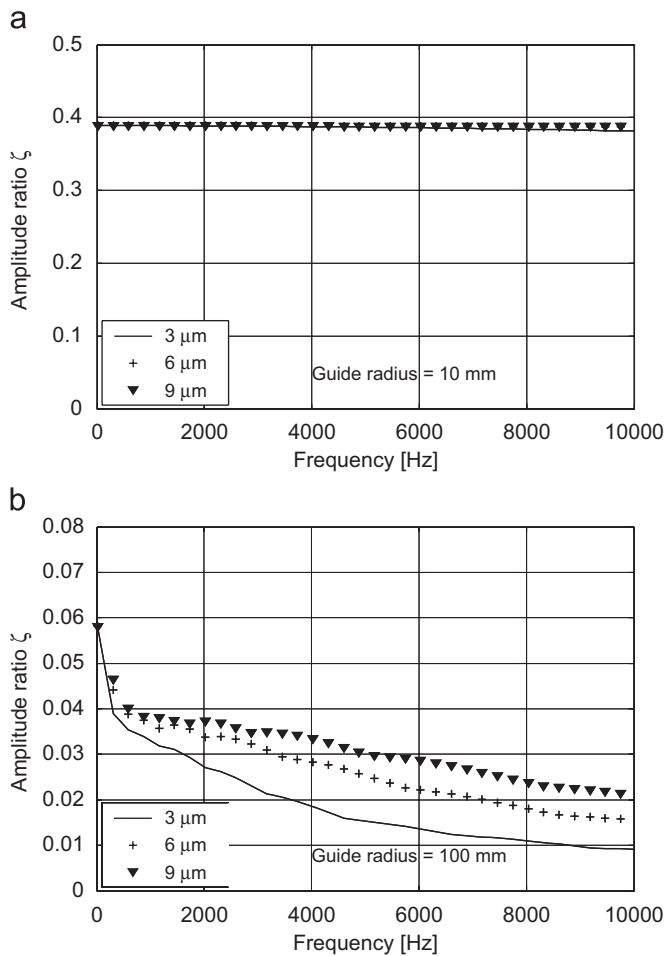 a
0.5
0.4
0.3
0.2
0.1
0
Amplitude ratio ζ
3 μm
6 μm
9 μm
Guide radius = 10 mm
0 2000 4000 6000 8000 10000
Frequency [Hz]
b
0.08
0.07
0.06
0.05
0.04
0.03
0.02
0.01
0
Amplitude ratio ζ
3 μm
6 μm
9 μm
Guide radius = 100 mm
0 2000 4000 6000 8000 10000
Frequency [Hz]